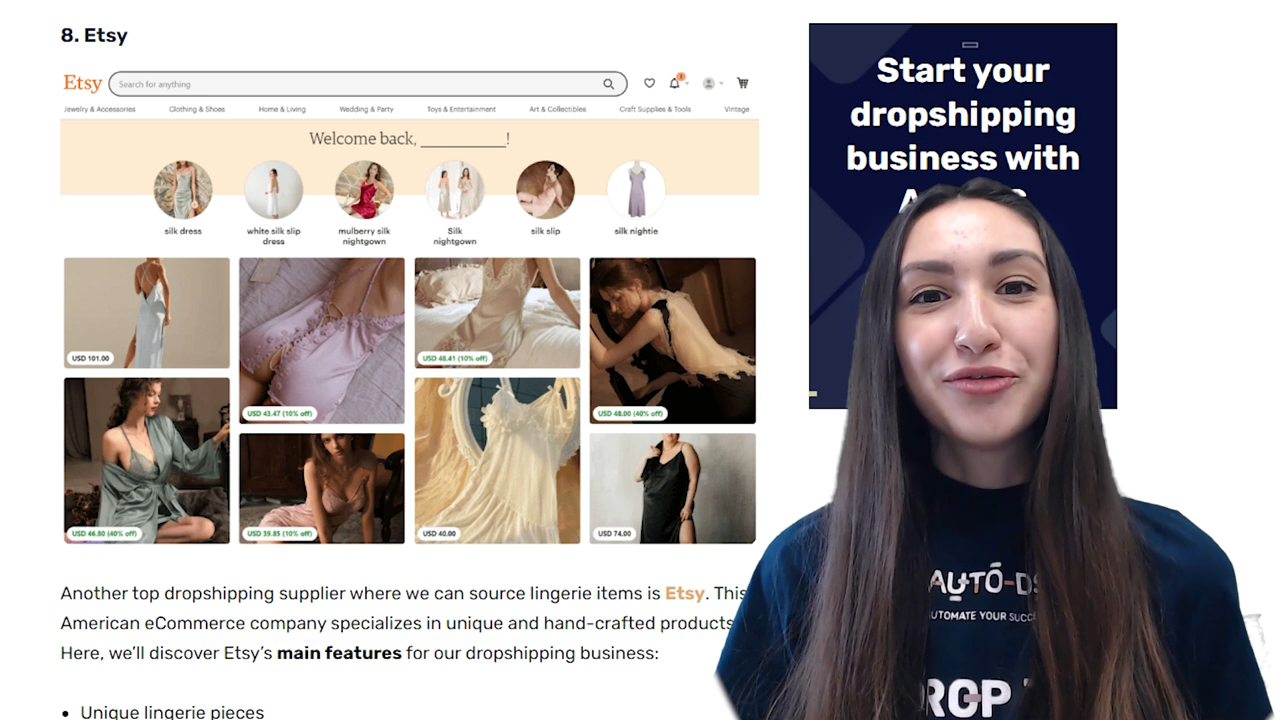 8. Etsy
Etsy
Search for anything
1
Jewelry & Accessories
Clothing & Shoes
Home & Living
Wedding & Party
Toys & Entertainment
Art & Collectibles
Craft Supplies & Tools
Vintage
Welcome back, __________!
silk dress
white silk slip
dress
mulberry silk
nightgown
Silk
nightgown
silk slip
silk nightie
USD 101.00
USD 43.47 (10% off)
USD 48.41 (10% off)
USD 48.00 (40% off)
USD 46.80 (40% off)
USD 39.85 (10% off)
USD 40.00
USD 74.00
Another top dropshipping supplier where we can source lingerie items is Etsy. This
American eCommerce company specializes in unique and hand-crafted products.
Here, we’ll discover Etsy’s main features for our dropshipping business:
• Unique lingerie pieces
Start your
dropshipping
business with
AUTO-DS
AUTOMATE YOUR SUCC